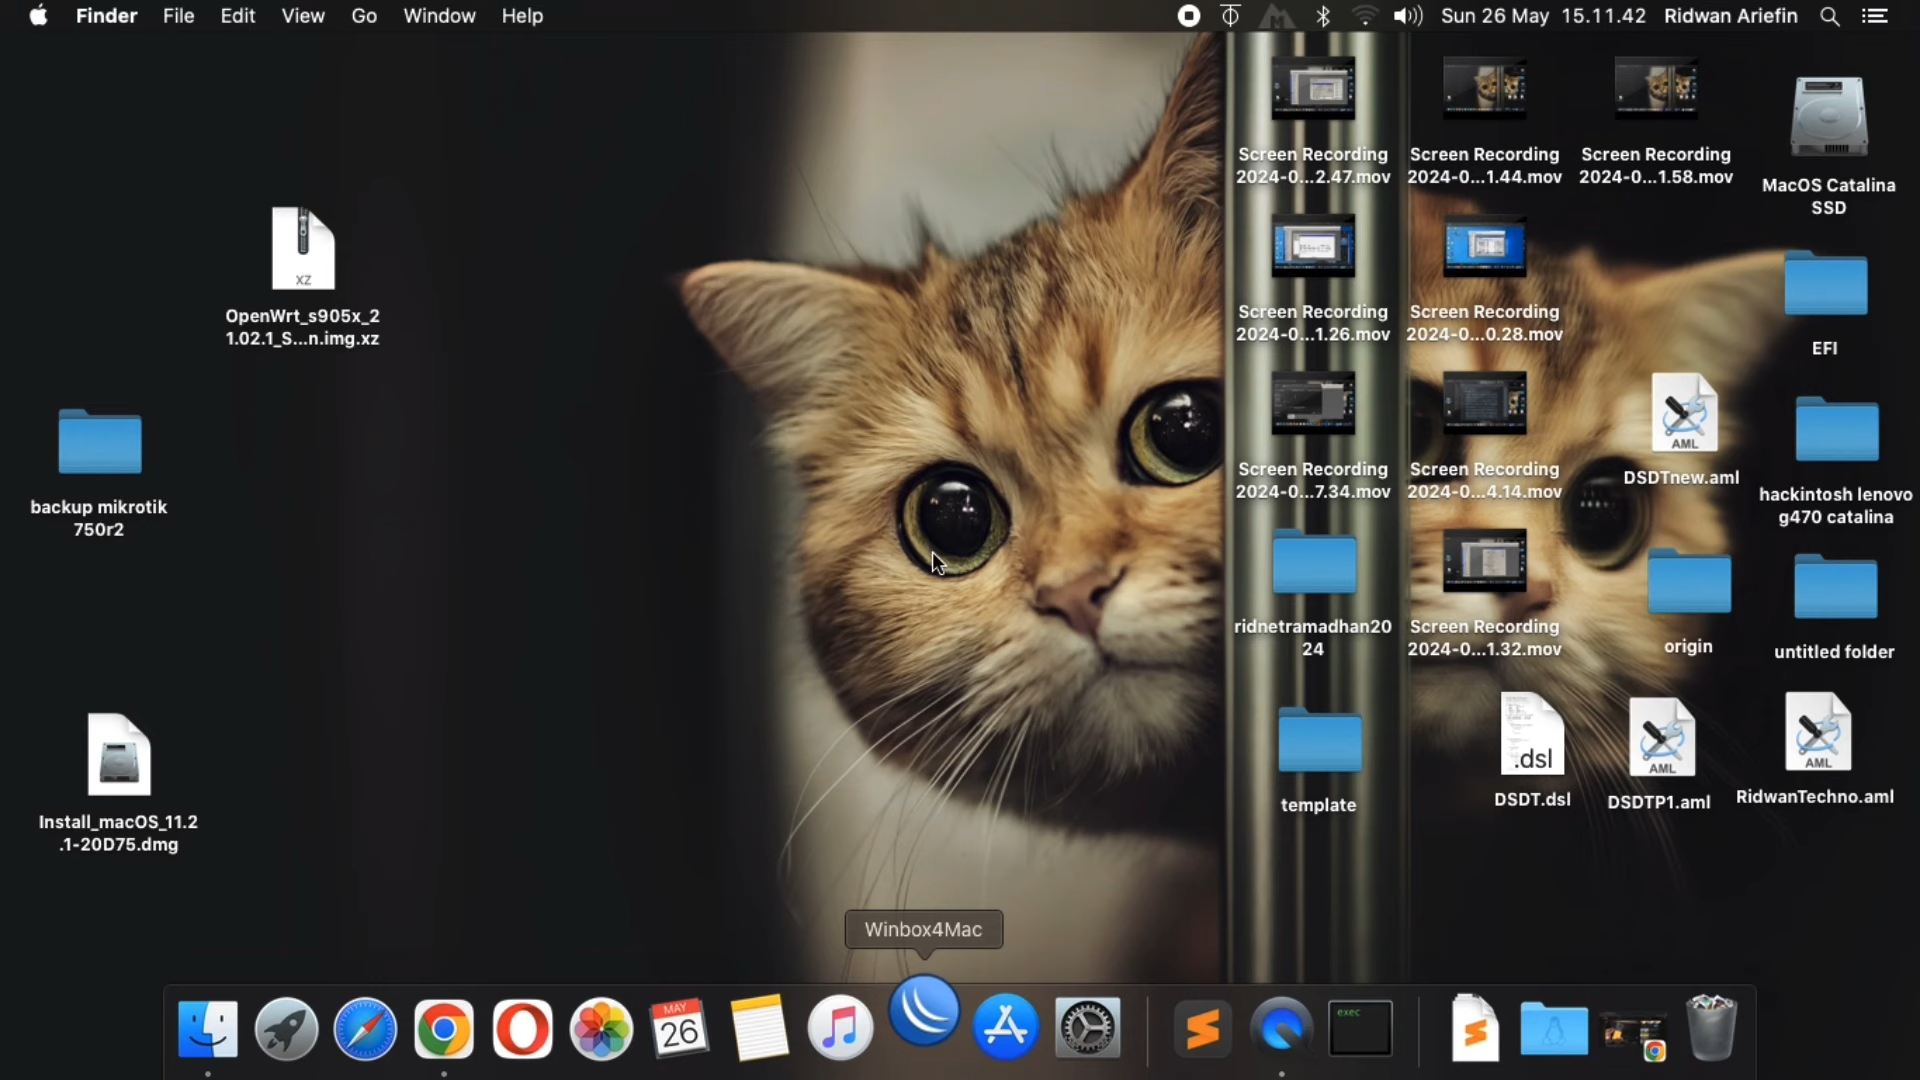 Finder File Edit View Go Window Help
Sun 26 May 15.11.42 Ridwan Ariefin
Screen Recording
2024-0...2.47.mov
Screen Recording
2024-0...1.44.mov
Screen Recording
2024-0...1.58.mov
MacOS Catalina
SSD
XZ
OpenWrt_s905x_2
1.02.1_S...n.img.xz
Screen Recording
2024-0...1.26.mov
Screen Recording
2024-0...0.28.mov
EFI
backup mikrotik
750r2
Screen Recording
2024-0...7.34.mov
Screen Recording
2024-0...4.14.mov
AML
DSDTnew.aml
hackintosh lenovo
g470 catalina
ridnetramadhan20
24
Screen Recording
2024-0...1.32.mov
origin
untitled folder
Install_macOS_11.2
.1-20D75.dmg
template
.dsl
DSDT.dsl
AML
DSDTP1.aml
AML
RidwanTechno.aml
Winbox4Mac
MAY
26
exec